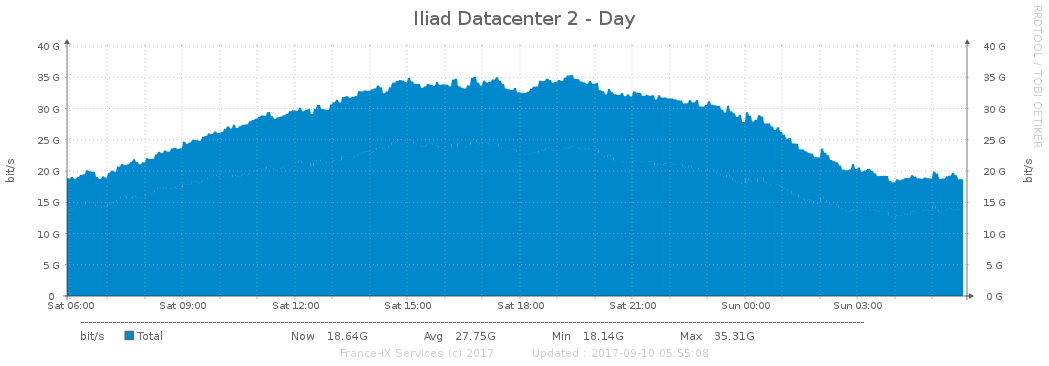 Iliad Datacenter 2 - Day
RRDTOOL / TOBI OETIKER
40 G 40 G
35 G 35 G
30 G 30 G
25 G 25 G
20 G 20 G
15 G 15 G
10 G 10 G
5 G 5 G
0 0 G
bit/s bit/s
Sat 06:00 Sat 09:00 Sat 12:00 Sat 15:00 Sat 18:00 Sat 21:00 Sun 00:00 Sun 03:00
bit/s Total Now 18.64G Avg 27.75G Min 18.14G Max 35.31G
France-IX Services (c) 2017 Updated : 2017-09-10 05:55:08